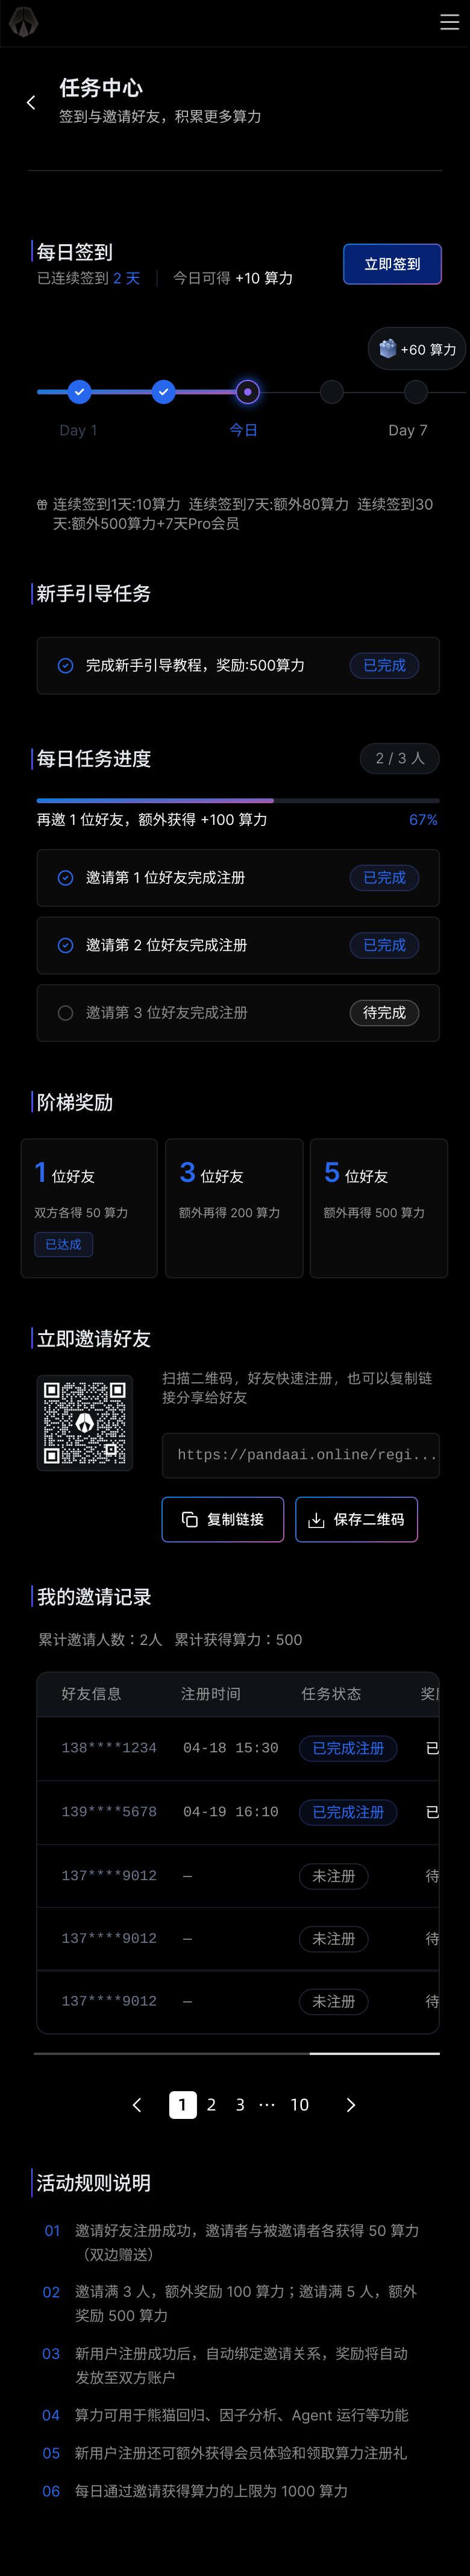 任务中心
签到与邀请好友，积累更多算力
每日签到
已连续签到 2 天
今日可得 +10 算力
立即签到
+60 算力
Day 1
今日
Day 7
连续签到1天:10算力 连续签到7天:额外80算力 连续签到30
天:额外500算力+7天Pro会员
新手引导任务
完成新手引导教程，奖励:500算力
已完成
每日任务进度
2 / 3 人
再邀 1 位好友，额外获得 +100 算力
67%
邀请第 1 位好友完成注册
已完成
邀请第 2 位好友完成注册
已完成
邀请第 3 位好友完成注册
待完成
阶梯奖励
1 位好友
双方各得 50 算力
已达成
3 位好友
额外再得 200 算力
5 位好友
额外再得 500 算力
立即邀请好友
扫描二维码，好友快速注册，也可以复制链
接分享给好友
https://pandaai.online/regi...
复制链接
保存二维码
我的邀请记录
累计邀请人数：2人 累计获得算力：500
好友信息 注册时间 任务状态
138****1234 04-18 15:30 已完成注册 已
139****5678 04-19 16:10 已完成注册 已
137****9012 — 未注册 待
137****9012 — 未注册 待
137****9012 — 未注册 待
1 2 3 ··· 10
活动规则说明
01 邀请好友注册成功，邀请者与被邀请者各获得 50 算力
（双边赠送）
02 邀请满 3 人，额外奖励 100 算力；邀请满 5 人，额外
奖励 500 算力
03 新用户注册成功后，自动绑定邀请关系，奖励将自动
发放至双方账户
04 算力可用于熊猫回归、因子分析、Agent 运行等功能
05 新用户注册还可额外获得会员体验和领取算力注册礼
06 每日通过邀请获得算力的上限为 1000 算力